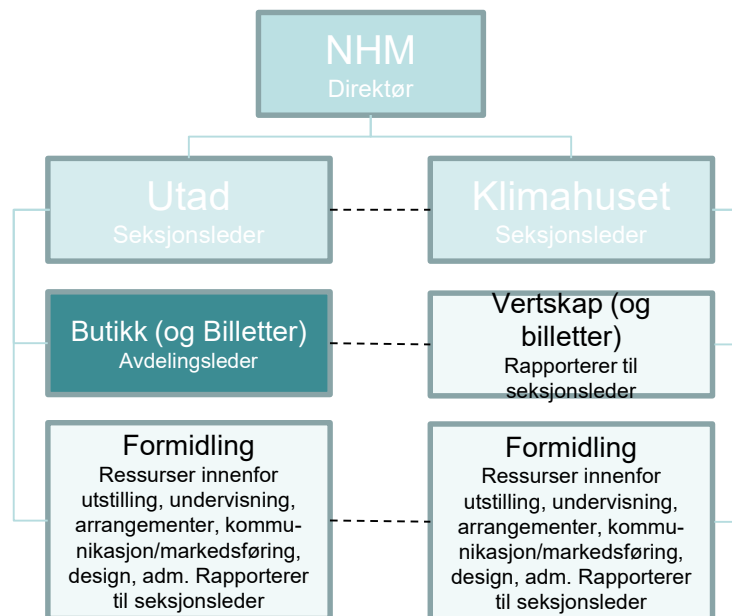 NHM
Direktør
Utad
Seksjonsleder
Klimahuset
Seksjonsleder
Butikk (og Billetter)
Avdelingsleder
Vertskap (og
billetter)
Rapporterer til
seksjonsleder
Formidling
Ressurser innenfor
utstilling, undervisning,
arrangementer, kommu-
nikasjon/markedsføring,
design, adm. Rapporterer
til seksjonsleder
Formidling
Ressurser innenfor
utstilling, undervisning,
arrangementer, kommu-
nikasjon/markedsføring,
design, adm. Rapporterer
til seksjonsleder